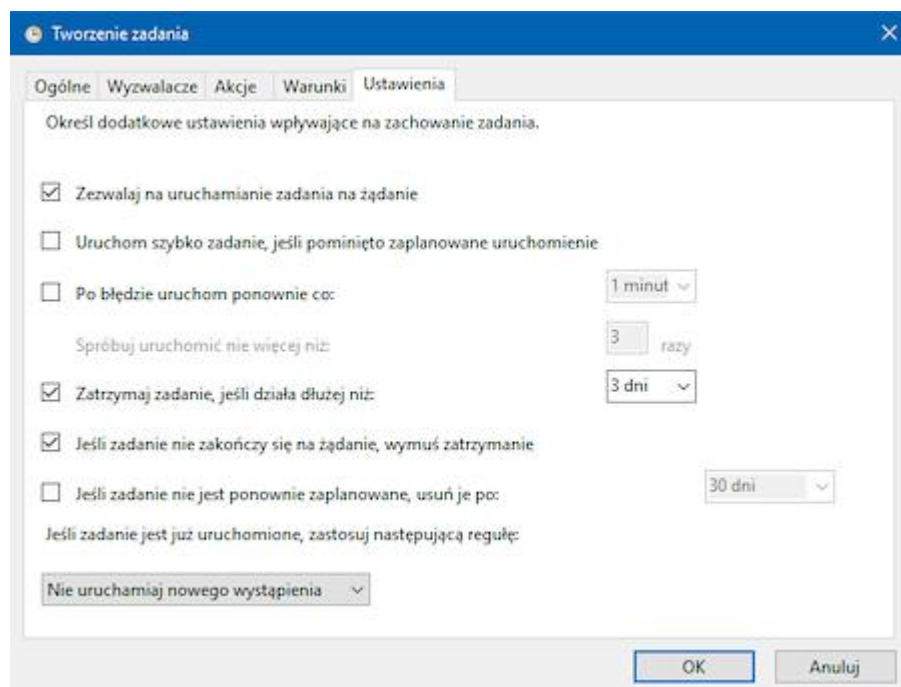 Tworzenie zadania
Ogólne Wyzwalacze Akcje Warunki Ustawienia
Określ dodatkowe ustawienia wpływające na zachowanie zadania.
Zezwalaj na uruchamianie zadania na żądanie
Uruchom szybko zadanie, jeśli pominięto zaplanowane uruchomienie
Po błędzie uruchom ponownie co: 1 minut
Spróbuj uruchomić nie więcej niż: 3 razy
Zatrzymaj zadanie, jeśli działa dłużej niż: 3 dni
Jeśli zadanie nie zakończy się na żądanie, wymuś zatrzymanie
Jeśli zadanie nie jest ponownie zaplanowane, usuń je po: 30 dni
Jeśli zadanie jest już uruchomione, zastosuj następującą regułę:
Nie uruchamiaj nowego wystąpienia
OK Anuluj